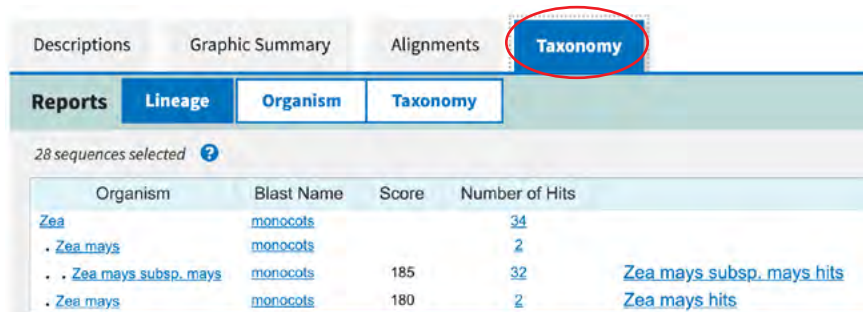 Descriptions Graphic Summary Alignments Taxonomy
Reports Lineage Organism Taxonomy
28 sequences selected ?
Organism Blast Name Score Number of Hits
Zea monocots 34
. Zea mays monocots 2
. . Zea mays subsp. mays monocots 185 32 Zea mays subsp. mays hits
. Zea mays monocots 180 2 Zea mays hits